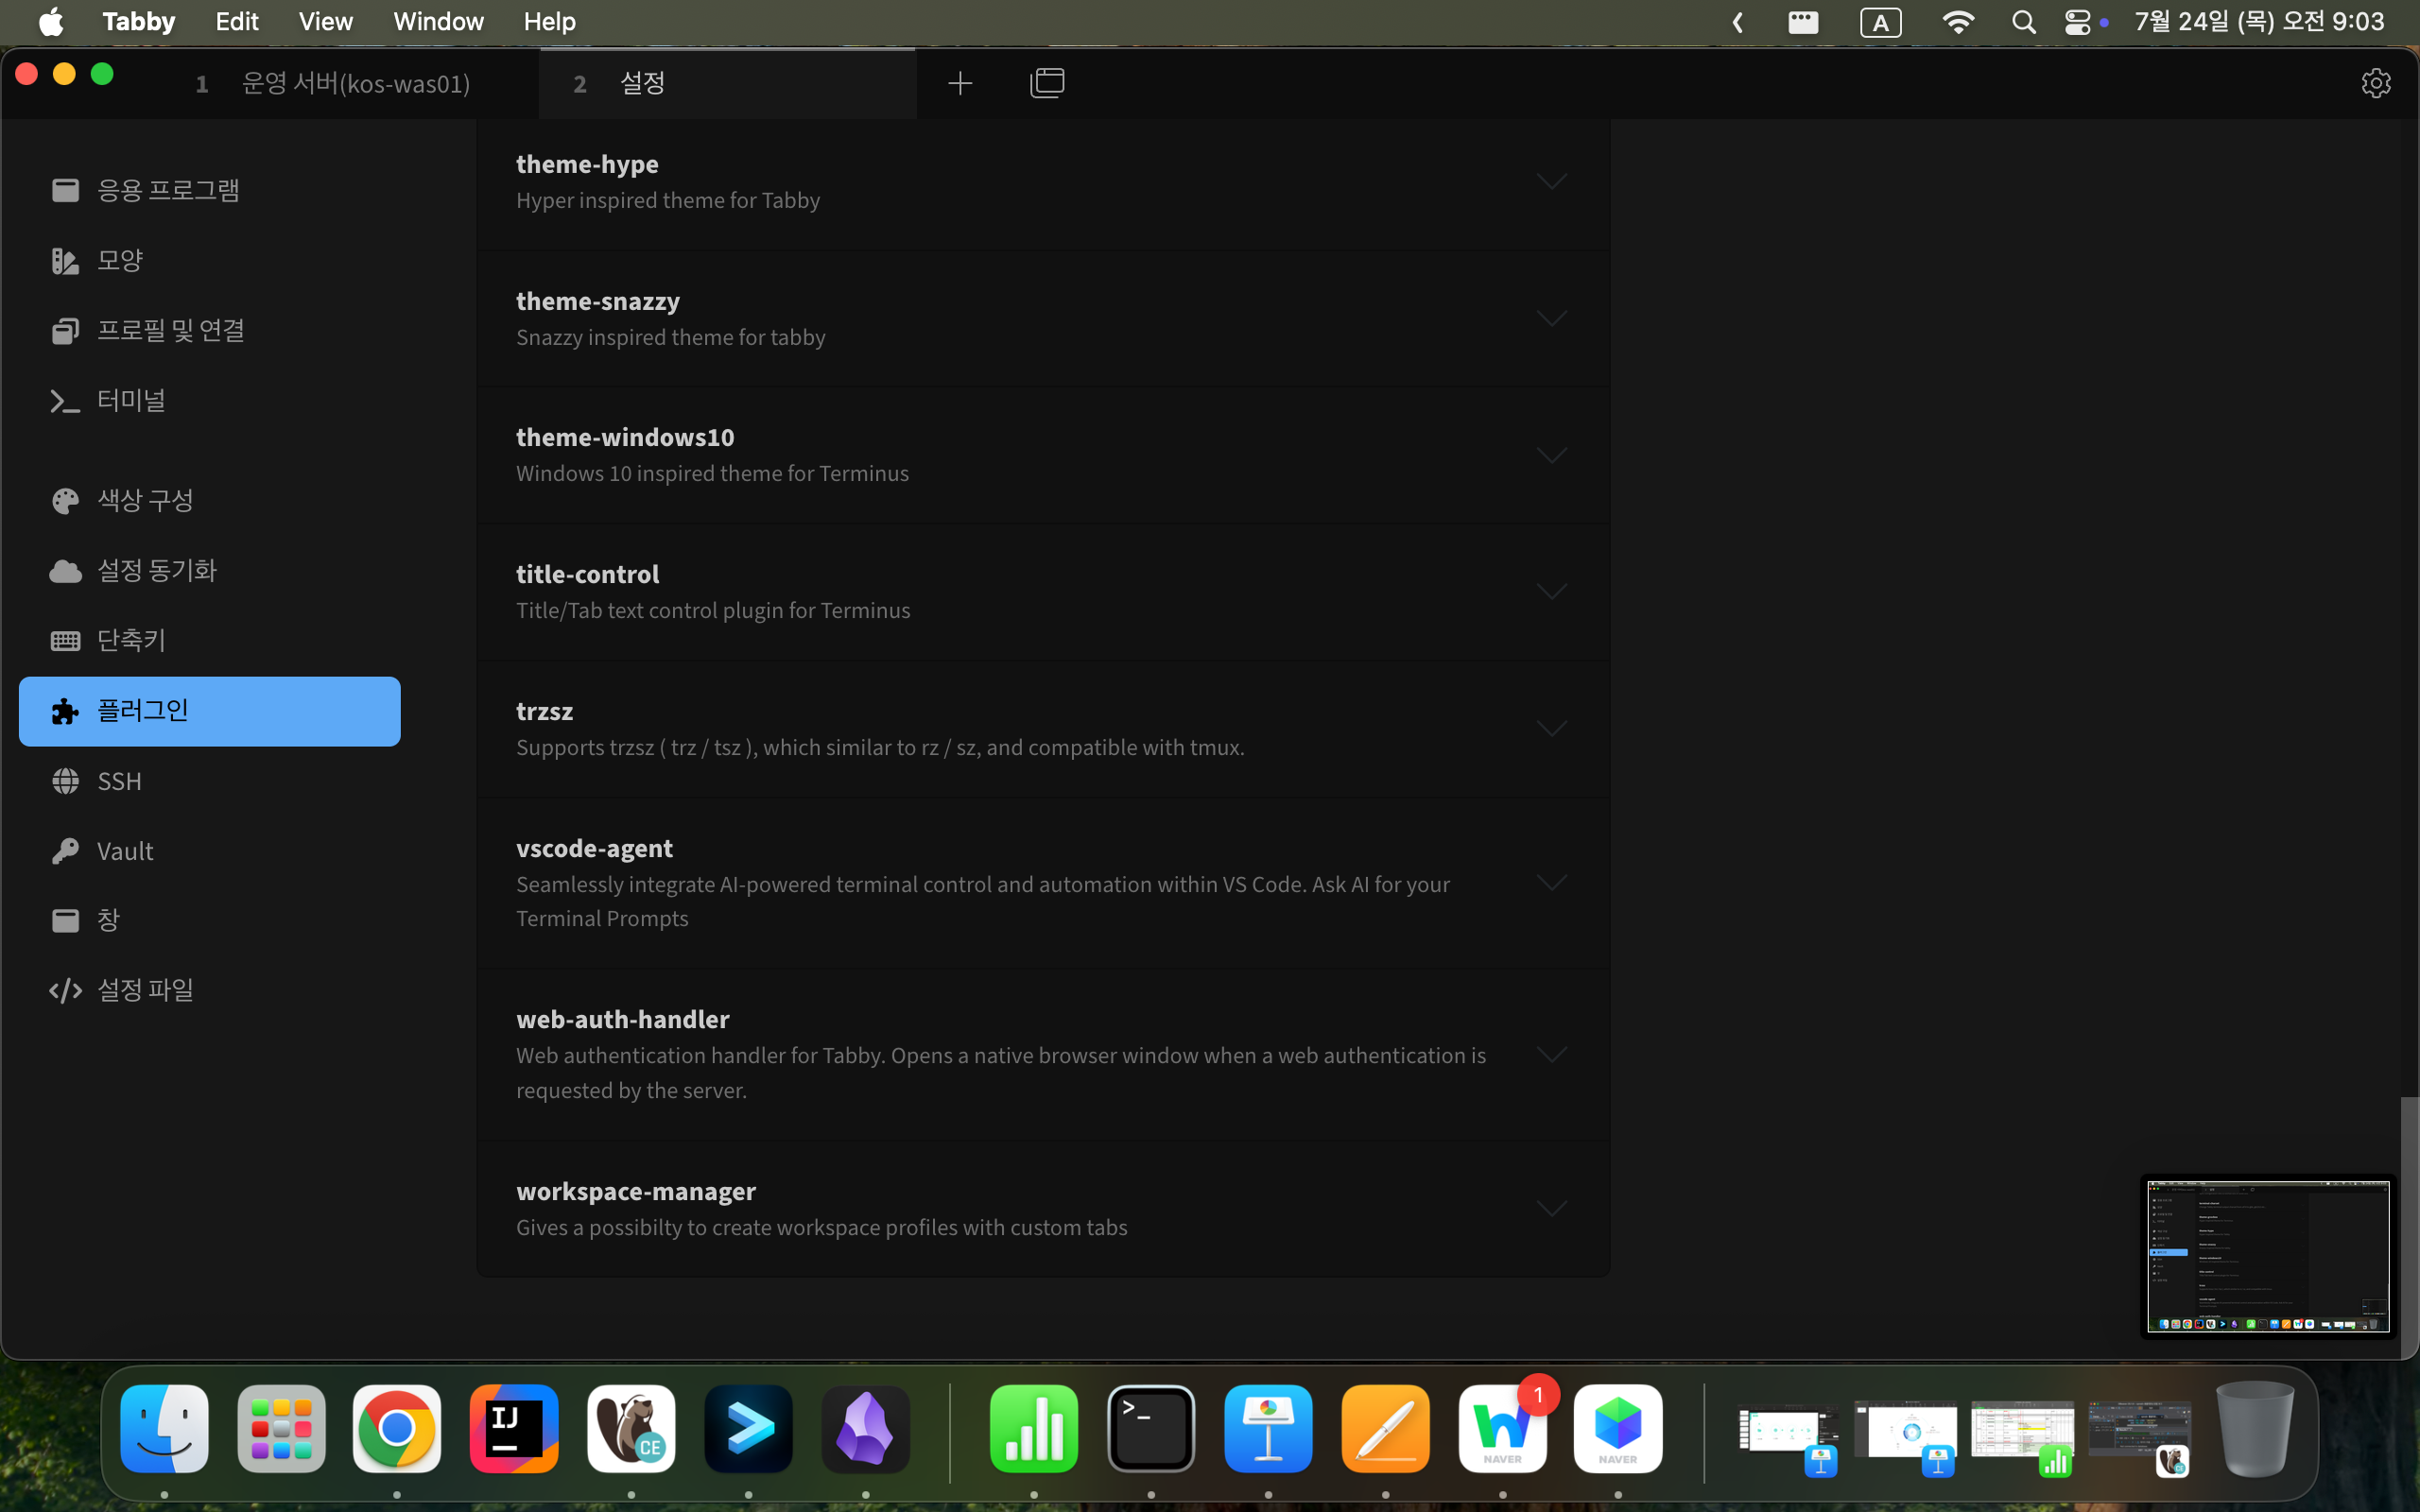 Tabby Edit View Window Help
A 7월 24일 (목) 오전 9:03
1 운영 서버(kos-was01) 2 설정
응용 프로그램
모양
프로필 및 연결
터미널
색상 구성
설정 동기화
단축키
플러그인
SSH
Vault
창
설정 파일
theme-hype
Hyper inspired theme for Tabby
theme-snazzy
Snazzy inspired theme for tabby
theme-windows10
Windows 10 inspired theme for Terminus
title-control
Title/Tab text control plugin for Terminus
trzsz
Supports trzsz ( trz / tsz ), which similar to rz / sz, and compatible with tmux.
vscode-agent
Seamlessly integrate AI-powered terminal control and automation within VS Code. Ask AI for your
Terminal Prompts
web-auth-handler
Web authentication handler for Tabby. Opens a native browser window when a web authentication is
requested by the server.
workspace-manager
Gives a possibilty to create workspace profiles with custom tabs
IJ
CE
1
NAVER
NAVER